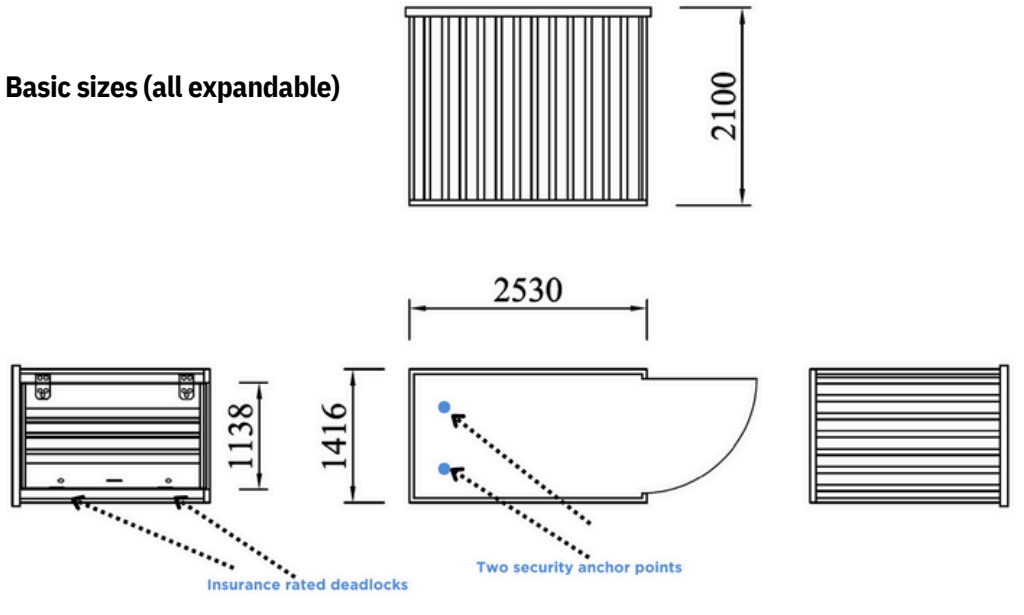 Basic sizes (all expandable)
2100
2530
1138
1416
Two security anchor points
Insurance rated deadlocks